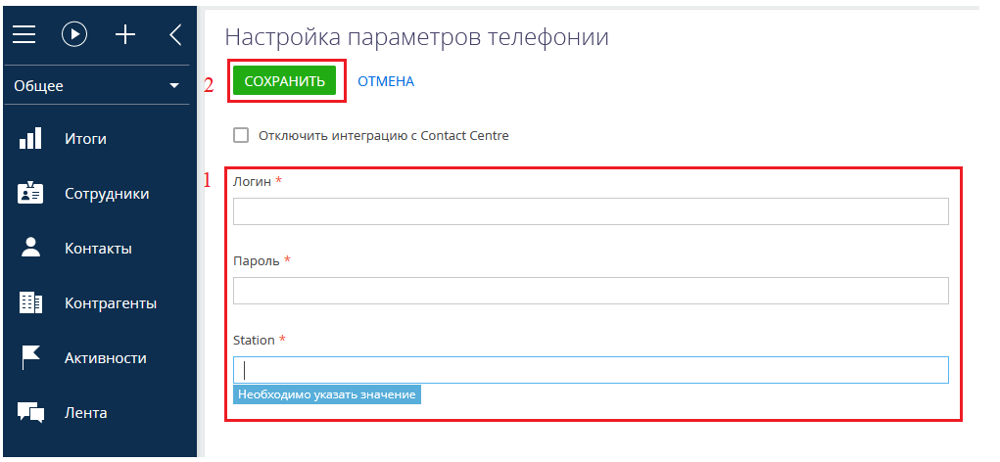 Общее
Итоги
Сотрудники
Контакты
Контрагенты
Активности
Лента
Настройка параметров телефонии
2
СОХРАНИТЬ ОТМЕНА
Отключить интеграцию с Contact Centre
1
Логин *
Пароль *
Station *
Необходимо указать значение